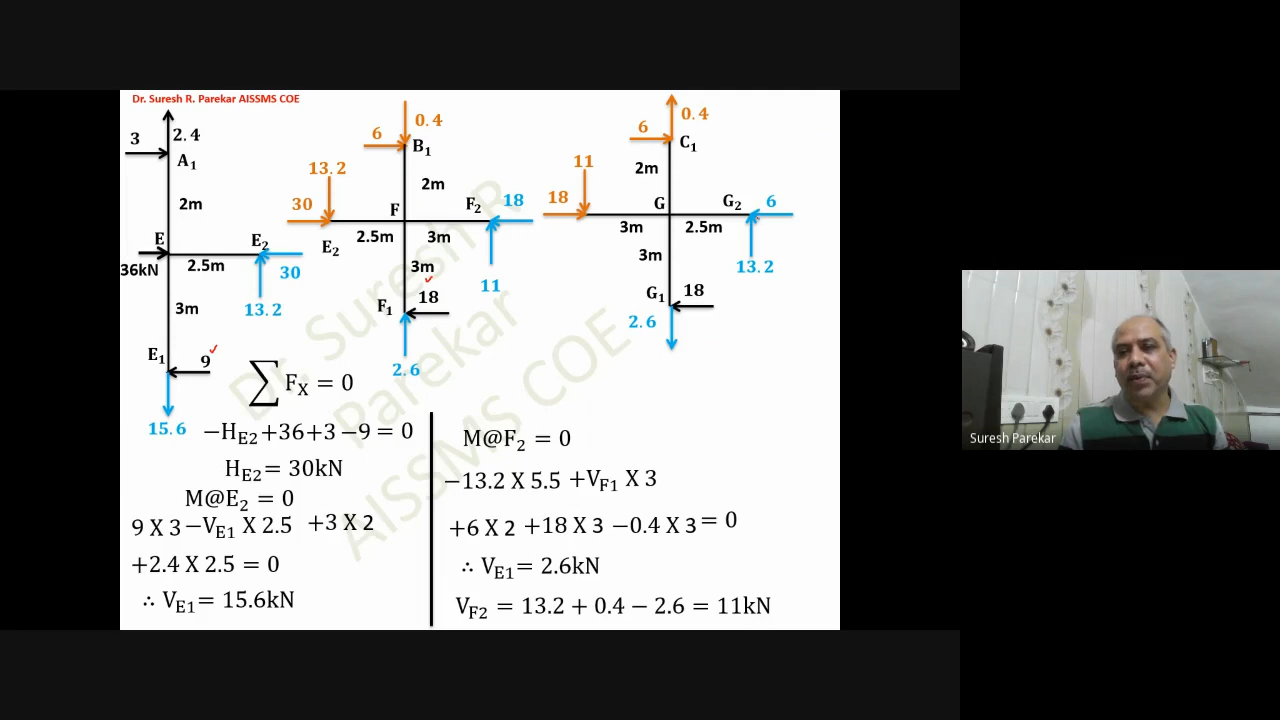 Dr. Suresh R. Parekar AISSMS COE
3
2.4
A1
2m
E
E2
36kN
2.5m
30
13.2
3m
E1
9
15.6
0.4
6
B1
13.2
2m
30
F
F2
18
E2
2.5m
3m
3m
11
F1
18
2.6
0.4
6
C1
11
2m
18
G
G2
6
3m
2.5m
3m
13.2
G1
18
2.6
∑ FX = 0
−HE2+36+3−9 = 0
HE2= 30kN
M@E2 = 0
9 X 3−VE1 X 2.5 +3 X 2
+2.4 X 2.5 = 0
∴ VE1= 15.6kN
M@F2 = 0
−13.2 X 5.5 +VF1 X 3
+6 X 2 +18 X 3 −0.4 X 3 = 0
∴ VE1= 2.6kN
VF2 = 13.2 + 0.4 − 2.6 = 11kN
Dr. Suresh R
Parekar
AISSMS COE
Suresh Parekar